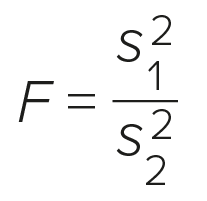 F = s₁² / s₂²